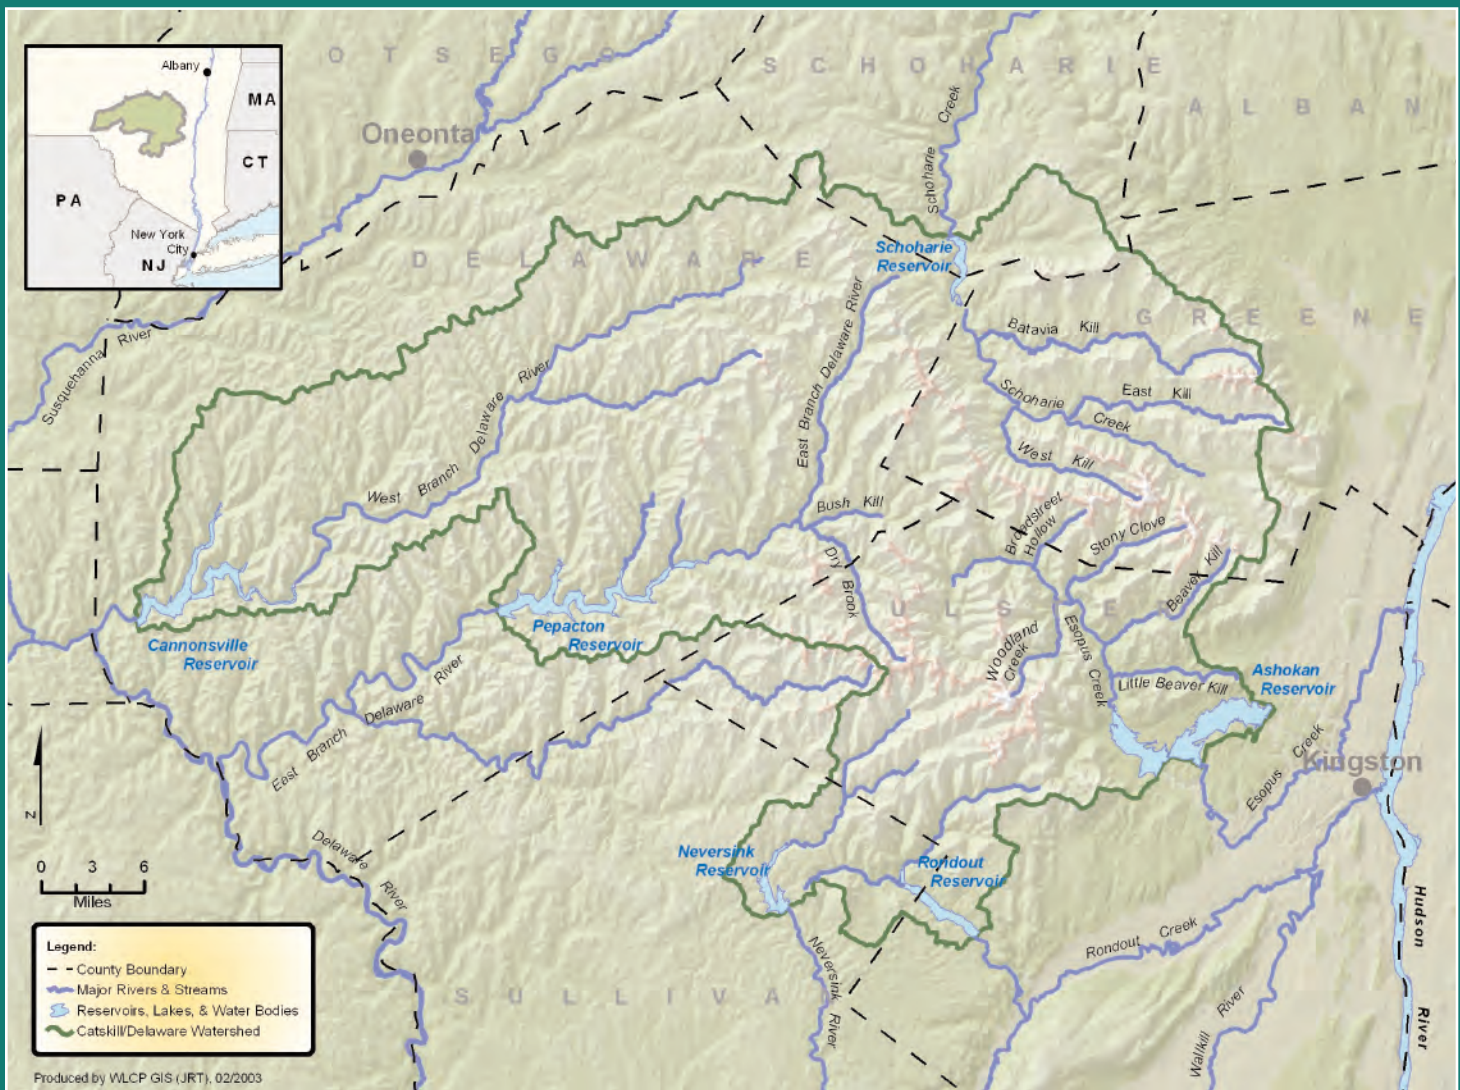 O T S E G O
S C H O H A R I E
A L B A N
Albany
MA
CT
PA
New York
City
NJ
Oneonta
Schoharie Creek
D E L A W A R E
Schoharie
Reservoir
G R E E N E
Susquehanna River
West Branch Delaware River
East Branch Delaware River
Batavia Kill
East Kill
Schoharie Creek
West Kill
Bush Kill
Broadstreet
Hollow
Stony Clove
Beaver Kill
Dry Brook
U L S T E R
Cannonsville
Reservoir
Pepacton
Reservoir
Woodland
Creek
Esopus Creek
Little Beaver Kill
Ashokan
Reservoir
East Branch Delaware River
Esopus Creek
Kingston
N
Delaware River
Neversink
Reservoir
Rondout
Reservoir
0 3 6
Miles
Hudson River
Rondout Creek
Neversink River
Wallkill River
S U L L I V A
Legend:
County Boundary
Major Rivers & Streams
Reservoirs, Lakes, & Water Bodies
Catskill/Delaware Watershed
Produced by WLCP GIS (JRT), 02/2003